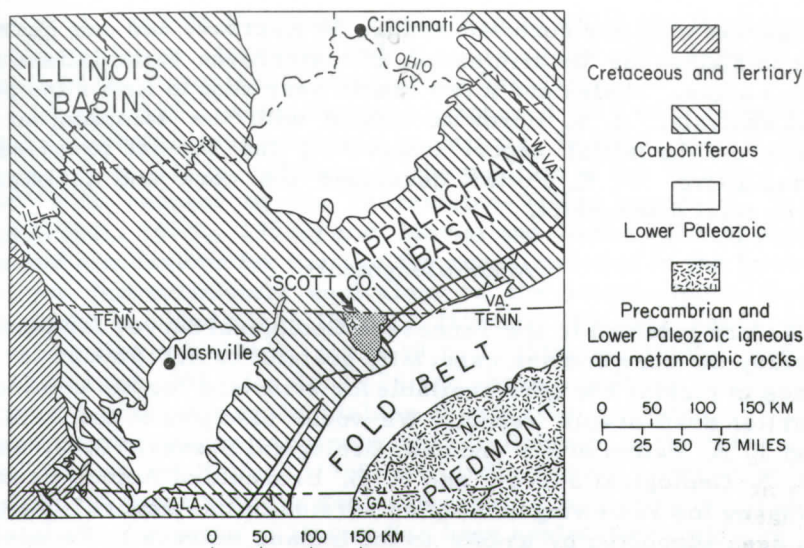 Cincinnati
OHIO
KY.
ILLINOIS
BASIN
IND.
W.VA.
ILL.
KY.
APPALACHIAN
BASIN
SCOTT CO.
VA.
TENN.
TENN.
Nashville
FOLD BELT
N.C.
PIEDMONT
ALA.
GA.
0 50 100 150 KM
Cretaceous and Tertiary
Carboniferous
Lower Paleozoic
Precambrian and
Lower Paleozoic igneous
and metamorphic rocks
0 50 100 150 KM
0 25 50 75 MILES